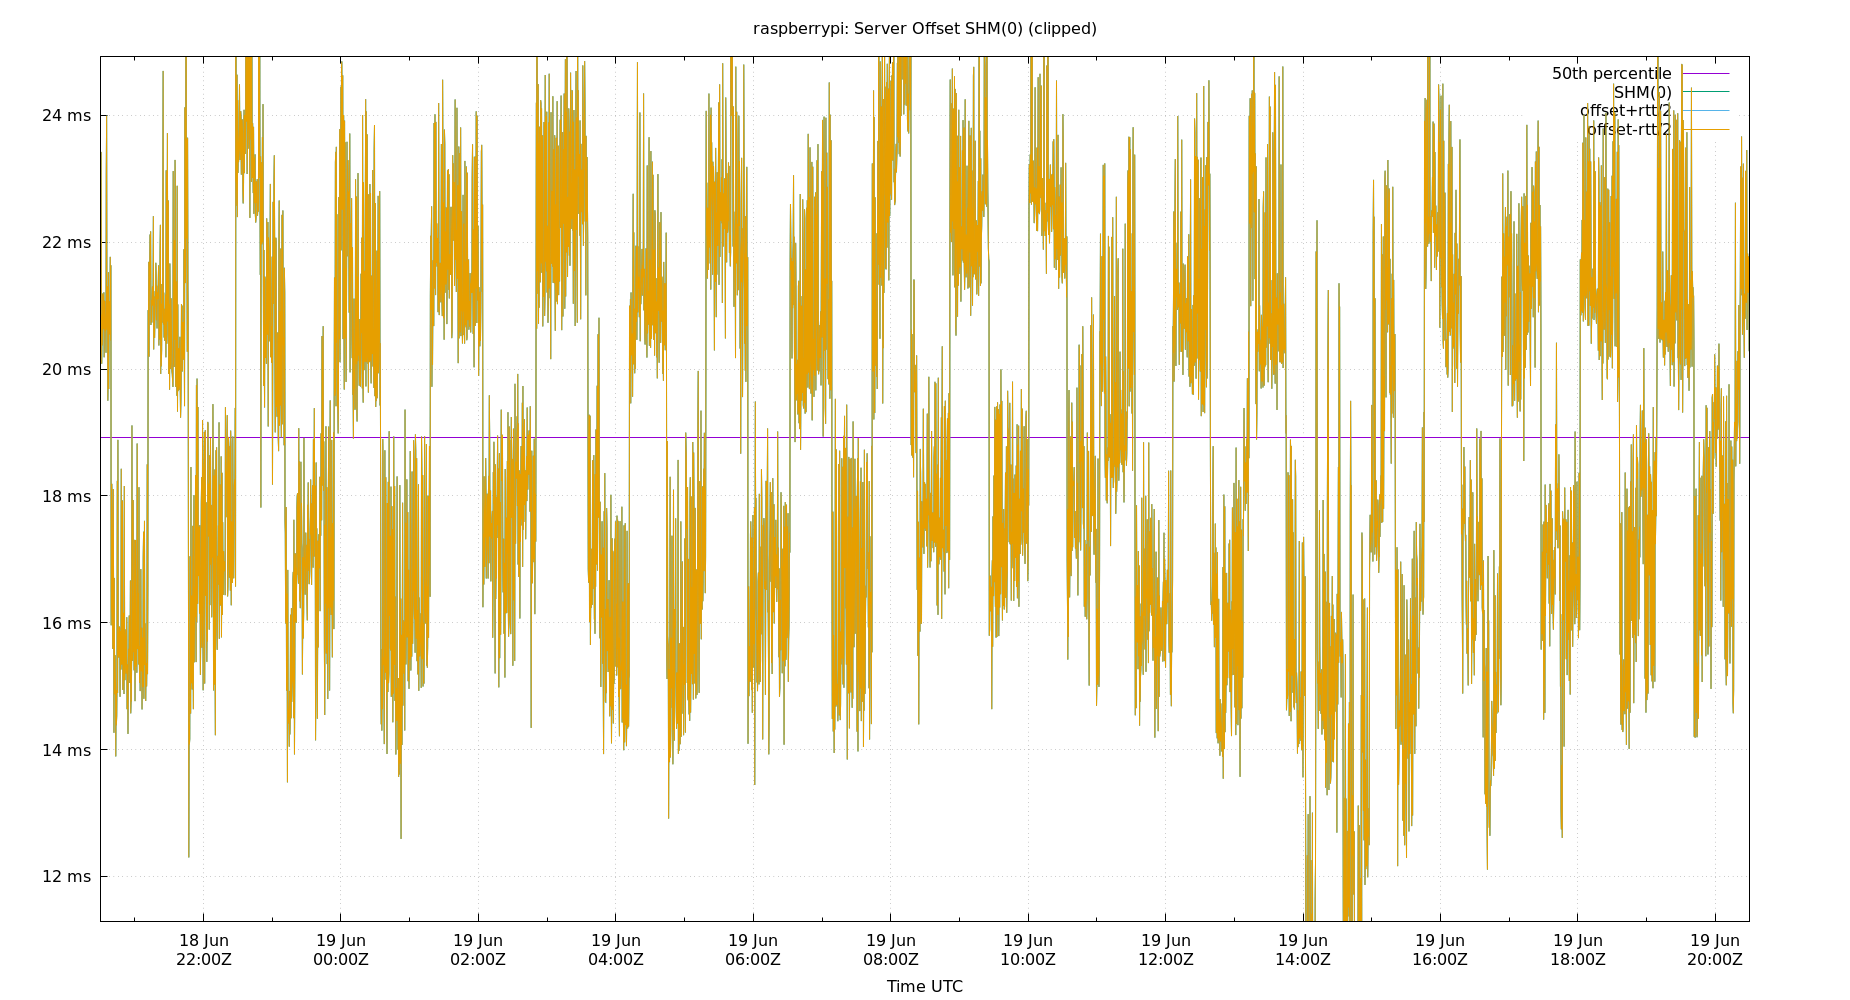 raspberrypi: Server Offset SHM(0) (clipped)
50th percentile
SHM(0)
offset+rtt/2
offset-rtt/2
24 ms
22 ms
20 ms
18 ms
16 ms
14 ms
12 ms
18 Jun 19 Jun 19 Jun 19 Jun 19 Jun 19 Jun 19 Jun 19 Jun 19 Jun 19 Jun 19 Jun 19 Jun
22:00Z 00:00Z 02:00Z 04:00Z 06:00Z 08:00Z 10:00Z 12:00Z 14:00Z 16:00Z 18:00Z 20:00Z
Time UTC